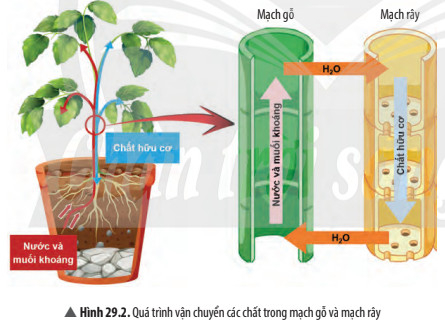 Mạch gỗ
Mạch rây
H₂O
Nước và muối khoáng
Chất hữu cơ
Chất hữu cơ
Nước và
muối khoáng
H₂O
▲ Hình 29.2. Quá trình vận chuyển các chất trong mạch gỗ và mạch rây